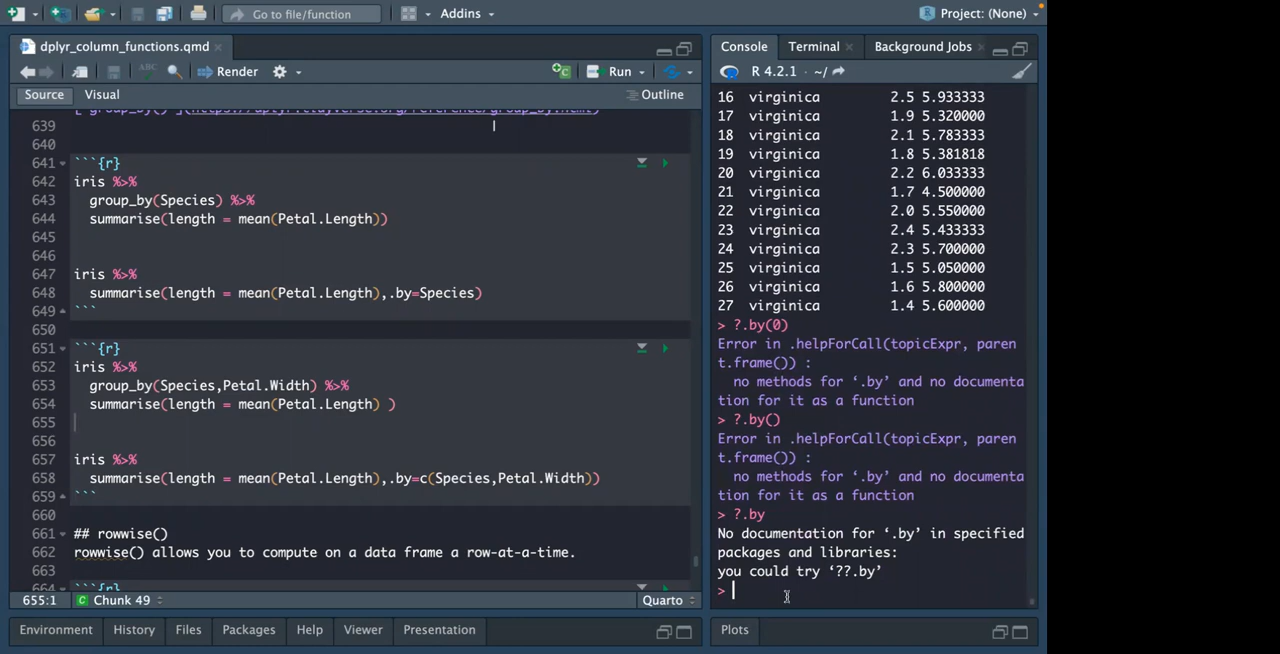 Go to file/function
Addins
Project: (None)
dplyr_column_functions.qmd
Render
Run
Source
Visual
Outline
639
640
641 ```{r}
642 iris %>%
643 group_by(Species) %>%
644 summarise(length = mean(Petal.Length))
645
646
647 iris %>%
648 summarise(length = mean(Petal.Length),.by=Species)
649 ```
650
651 ```{r}
652 iris %>%
653 group_by(Species,Petal.Width) %>%
654 summarise(length = mean(Petal.Length) )
655
656
657 iris %>%
658 summarise(length = mean(Petal.Length),.by=c(Species,Petal.Width))
659 ```
660
661 ## rowwise()
662 rowwise() allows you to compute on a data frame a row-at-a-time.
663
664 ```{r}
655:1
Chunk 49
Quarto
Environment
History
Files
Packages
Help
Viewer
Presentation
Console
Terminal
Background Jobs
R 4.2.1 · ~/
16 virginica 2.5 5.933333
17 virginica 1.9 5.320000
18 virginica 2.1 5.783333
19 virginica 1.8 5.381818
20 virginica 2.2 6.033333
21 virginica 1.7 4.500000
22 virginica 2.0 5.550000
23 virginica 2.4 5.433333
24 virginica 2.3 5.700000
25 virginica 1.5 5.050000
26 virginica 1.6 5.800000
27 virginica 1.4 5.600000
> ?.by(0)
Error in .helpForCall(topicExpr, paren
t.frame()) :
no methods for ‘.by’ and no documenta
tion for it as a function
> ?.by()
Error in .helpForCall(topicExpr, paren
t.frame()) :
no methods for ‘.by’ and no documenta
tion for it as a function
> ?.by
No documentation for ‘.by’ in specified
packages and libraries:
you could try ‘??.by’
>
Plots